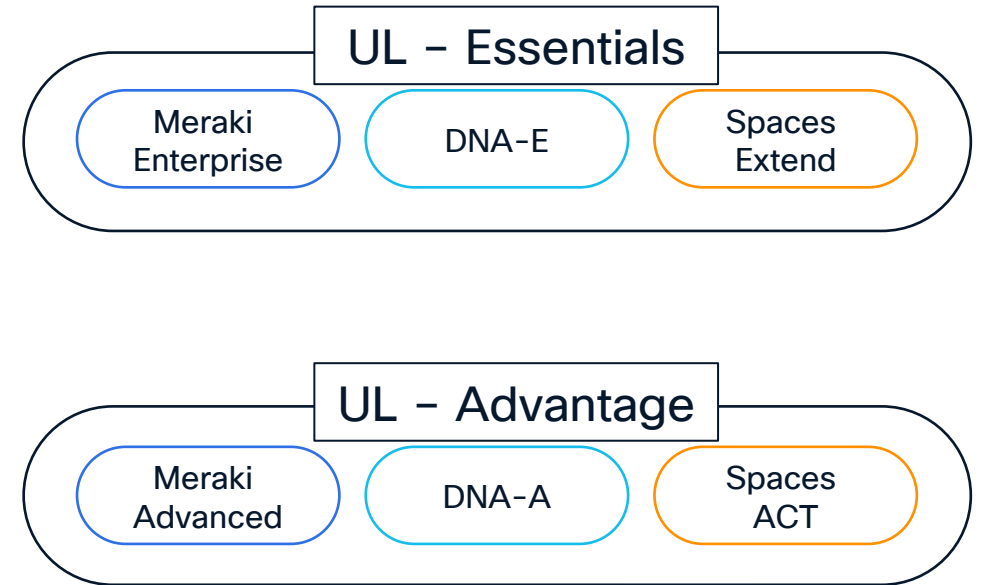 UL – Essentials
Meraki
Enterprise
DNA-E
Spaces
Extend
UL – Advantage
Meraki
Advanced
DNA-A
Spaces
ACT